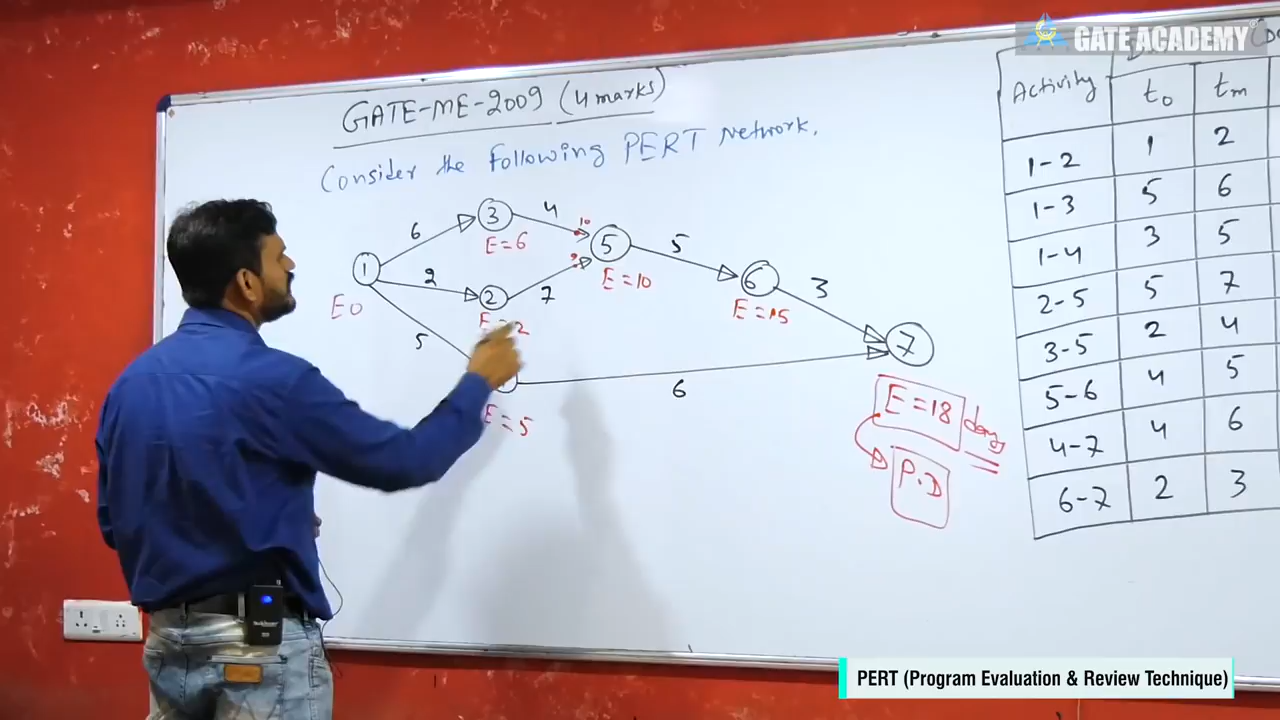 GATE ACADEMY
GATE-ME-2009 (4 marks)
Consider the Following PERT Network.
6
3
4
10
E=6
5
E=10
5
1
2
2
9
7
E=2
E0
6
E=15
3
7
5
6
E=5
E=18 days
P.D
Activity t0 tm
1-2 1 2
1-3 5 6
1-4 3 5
2-5 5 7
3-5 2 4
5-6 4 5
4-7 4 6
6-7 2 3
PERT (Program Evaluation & Review Technique)